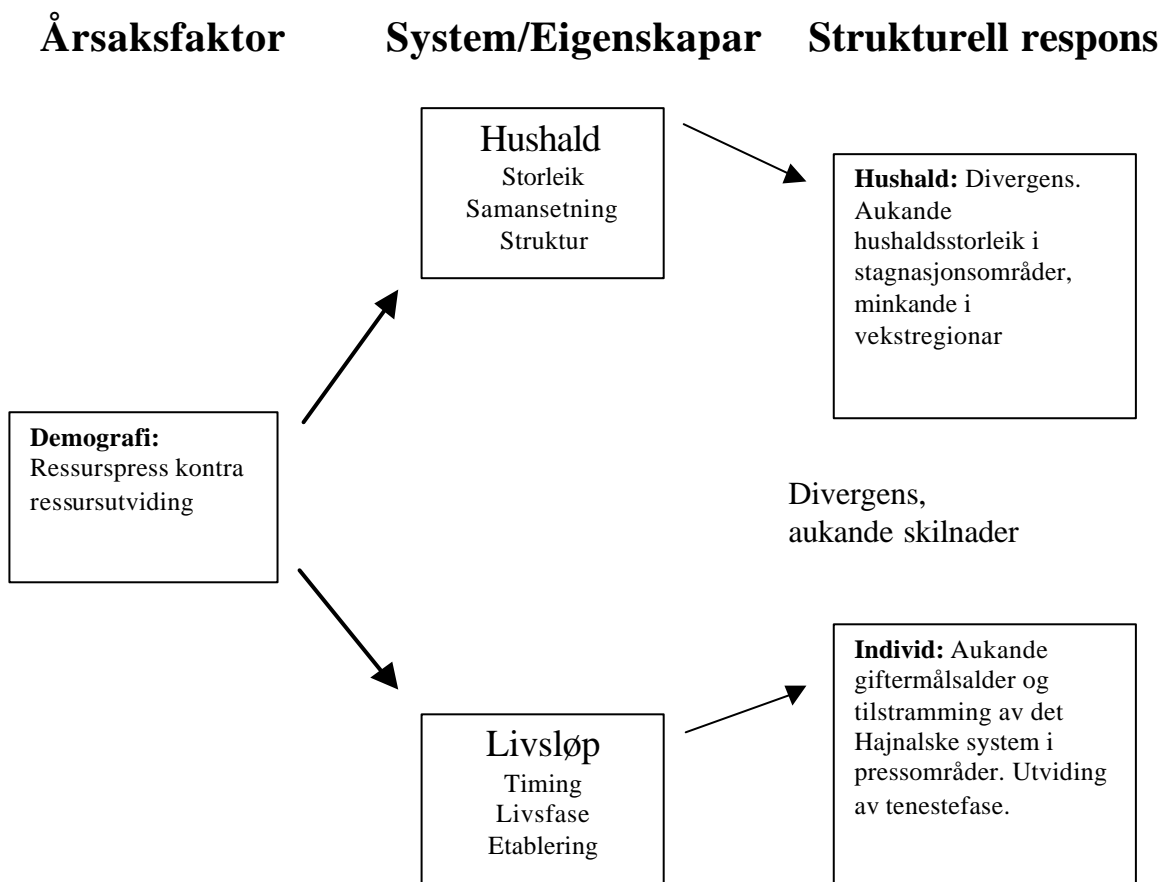 Årsaksfaktor
System/Eigenskapar
Strukturell respons
Hushald
Storleik
Samansetning
Struktur
Hushald: Divergens.
Aukande
hushaldsstorleik i
stagnasjonsområder,
minkande i
vekstregionar
Demografi:
Ressurspress kontra
ressursutviding
Divergens,
aukande skilnader
Livsløp
Timing
Livsfase
Etablering
Individ: Aukande
giftermålsalder og
tilstramming av det
Hajnalske system i
pressområder. Utviding
av tenestefase.